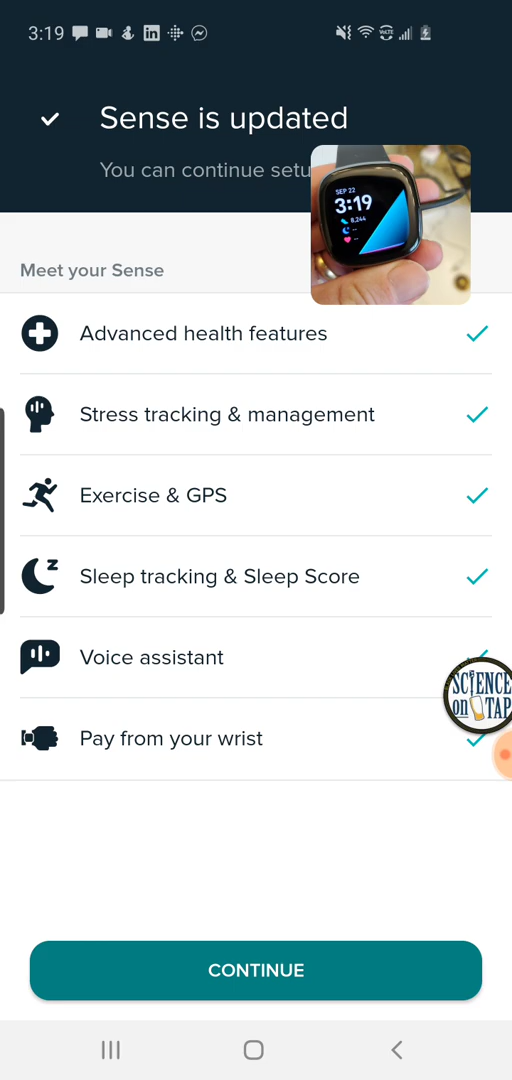 3:19
Sense is updated
You can continue setu
SEP 22
3:19
8,244
Meet your Sense
Advanced health features
Stress tracking & management
Exercise & GPS
Sleep tracking & Sleep Score
Voice assistant
SCIENCE
on TAP
Pay from your wrist
CONTINUE